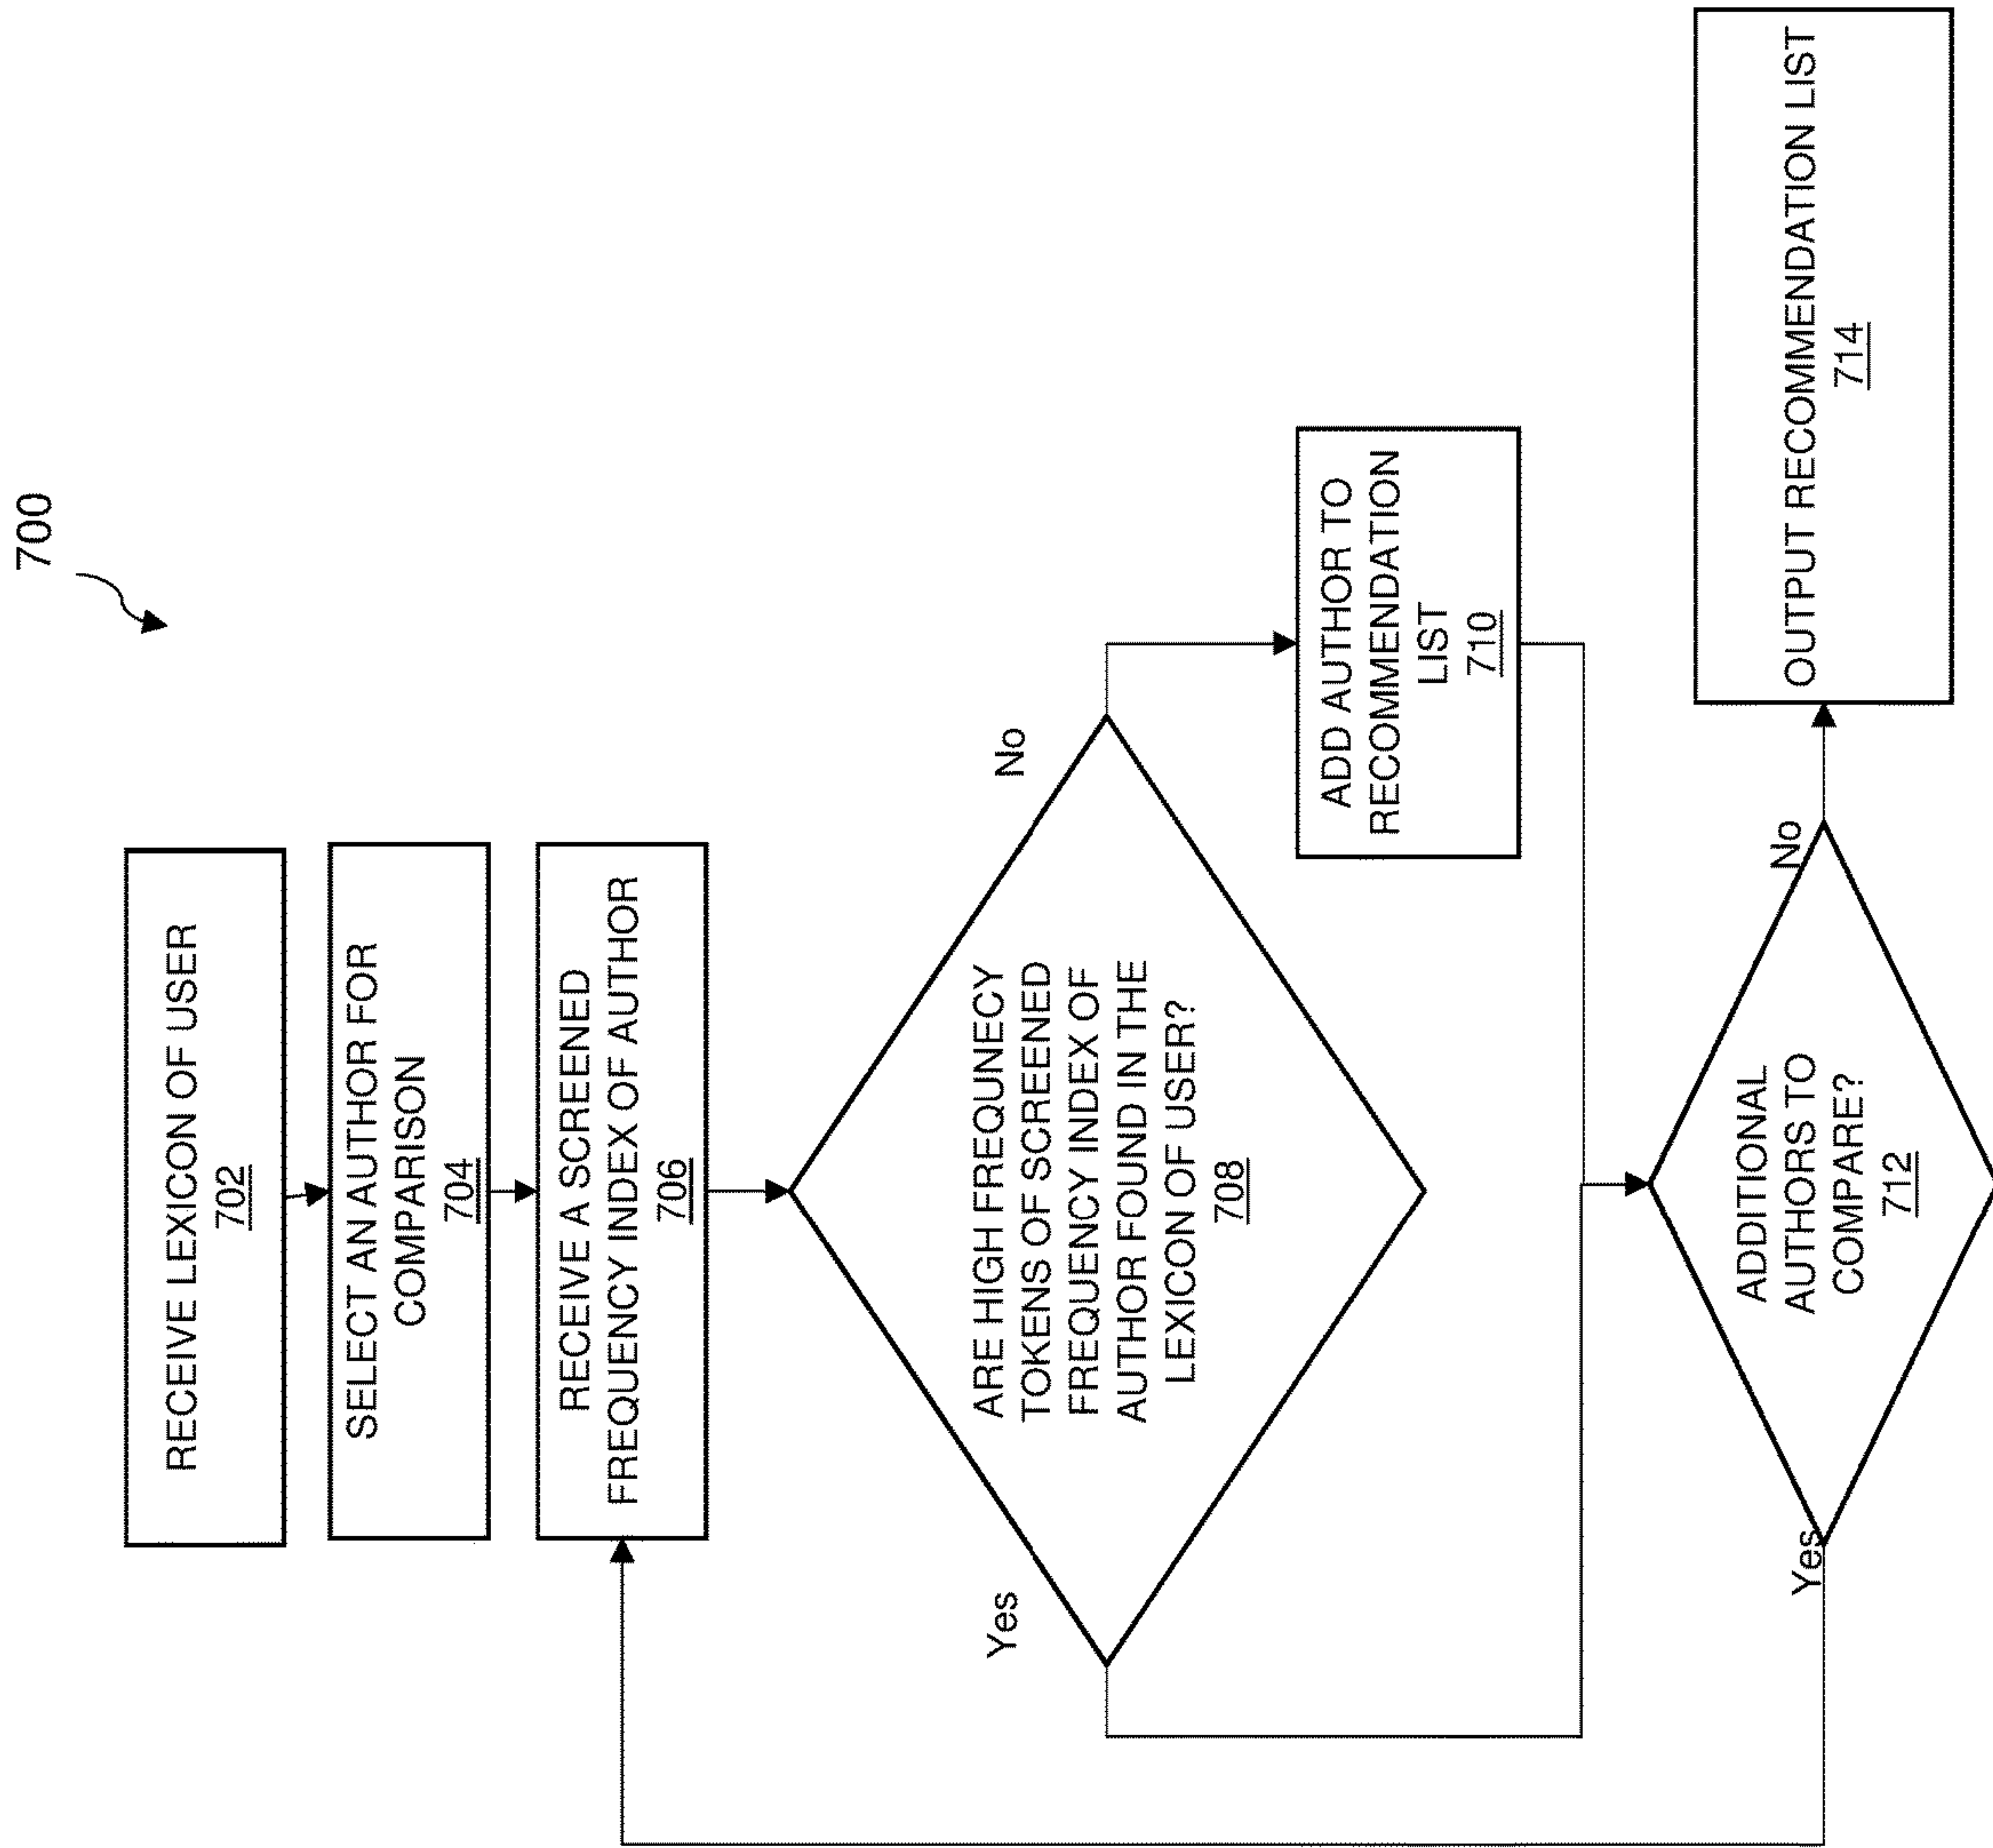 700
RECEIVE LEXICON OF USER
702
SELECT AN AUTHOR FOR
COMPARISON
704
RECEIVE A SCREENED
FREQUENCY INDEX OF AUTHOR
706
ARE HIGH FREQUNECY
TOKENS OF SCREENED
FREQUENCY INDEX OF
AUTHOR FOUND IN THE
LEXICON OF USER?
708
Yes
No
ADD AUTHOR TO
RECOMMENDATION
LIST
710
ADDITIONAL
AUTHORS TO
COMPARE?
712
Yes
No
OUTPUT RECOMMENDATION LIST
714